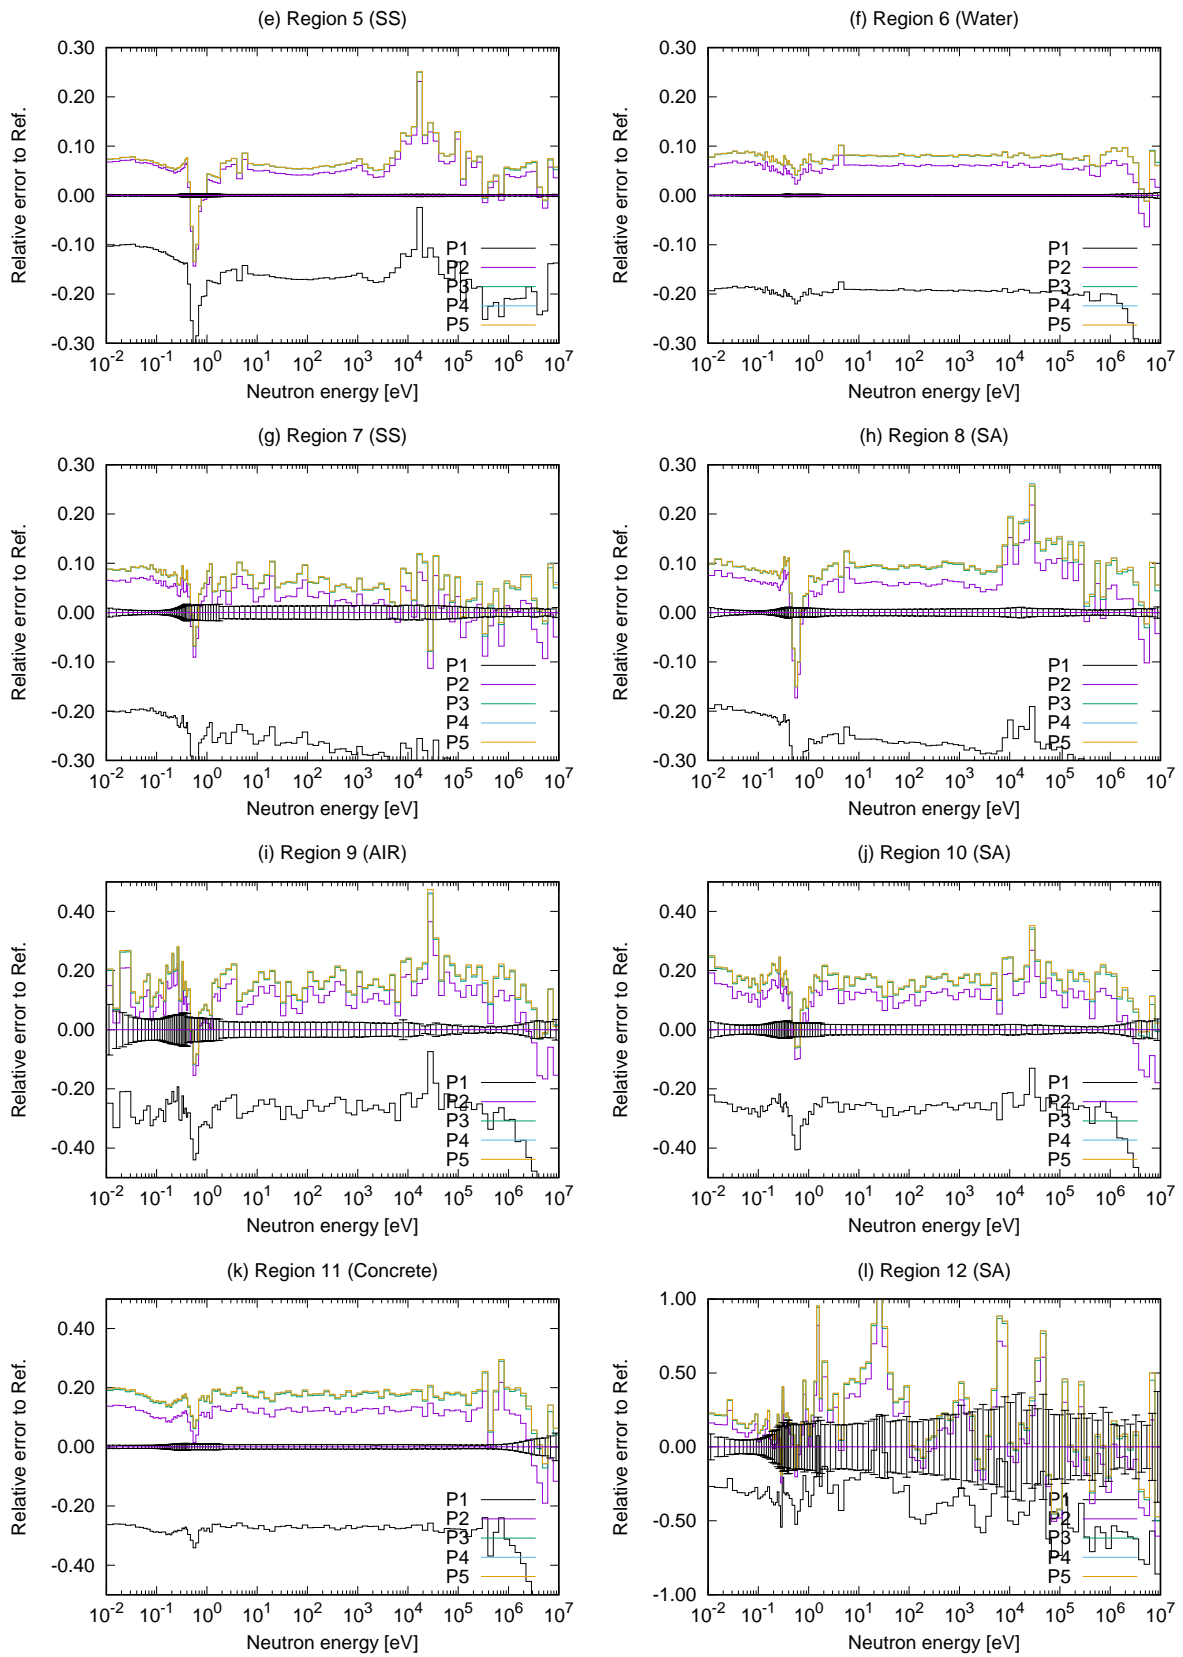 (e) Region 5 (SS)
Relative error to Ref.
0.30
0.20
0.10
0.00
-0.10
-0.20
-0.30
P1
P2
P3
P4
P5
10-2 10-1 100 101 102 103 104 105 106 107
Neutron energy [eV]
(f) Region 6 (Water)
Relative error to Ref.
0.30
0.20
0.10
0.00
-0.10
-0.20
-0.30
P1
P2
P3
P4
P5
10-2 10-1 100 101 102 103 104 105 106 107
Neutron energy [eV]
(g) Region 7 (SS)
Relative error to Ref.
0.30
0.20
0.10
0.00
-0.10
-0.20
-0.30
P1
P2
P3
P4
P5
10-2 10-1 100 101 102 103 104 105 106 107
Neutron energy [eV]
(h) Region 8 (SA)
Relative error to Ref.
0.30
0.20
0.10
0.00
-0.10
-0.20
-0.30
P1
P2
P3
P4
P5
10-2 10-1 100 101 102 103 104 105 106 107
Neutron energy [eV]
(i) Region 9 (AIR)
Relative error to Ref.
0.40
0.20
0.00
-0.20
-0.40
P1
P2
P3
P4
P5
10-2 10-1 100 101 102 103 104 105 106 107
Neutron energy [eV]
(j) Region 10 (SA)
Relative error to Ref.
0.40
0.20
0.00
-0.20
-0.40
P1
P2
P3
P4
P5
10-2 10-1 100 101 102 103 104 105 106 107
Neutron energy [eV]
(k) Region 11 (Concrete)
Relative error to Ref.
0.40
0.20
0.00
-0.20
-0.40
P1
P2
P3
P4
P5
10-2 10-1 100 101 102 103 104 105 106 107
Neutron energy [eV]
(l) Region 12 (SA)
Relative error to Ref.
1.00
0.50
0.00
-0.50
-1.00
P1
P2
P3
P4
P5
10-2 10-1 100 101 102 103 104 105 106 107
Neutron energy [eV]